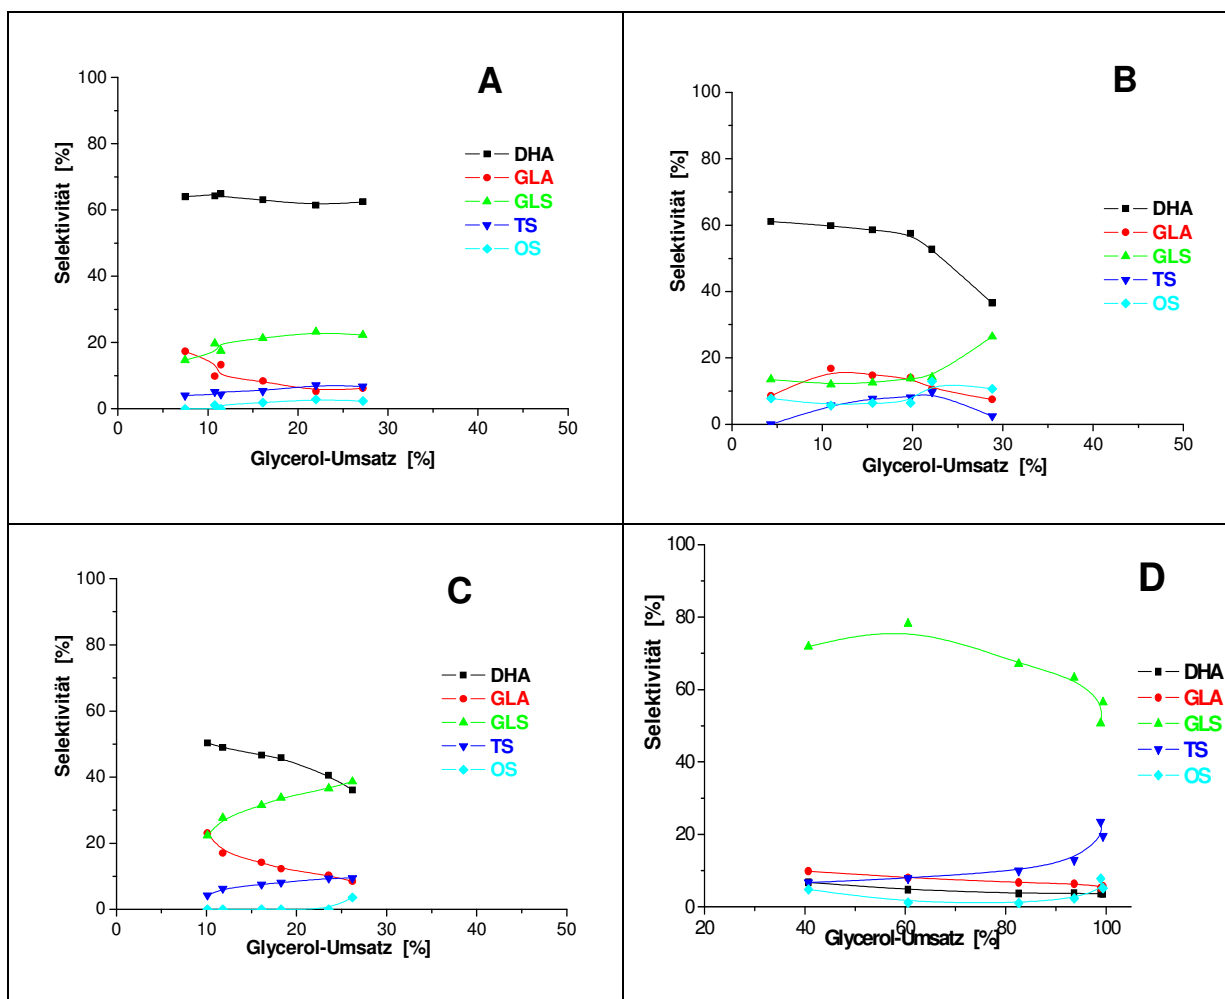 A
100
80
60
40
20
0
Selektivität [%]
DHA
GLA
GLS
TS
OS
0 10 20 30 40 50
Glycerol-Umsatz [%]
B
100
80
60
40
20
0
Selektivität [%]
DHA
GLA
GLS
TS
OS
0 10 20 30 40 50
Glycerol-Umsatz [%]
C
100
80
60
40
20
0
Selektivität [%]
DHA
GLA
GLS
TS
OS
0 10 20 30 40 50
Glycerol-Umsatz [%]
D
100
80
60
40
20
0
Selektivität [%]
DHA
GLA
GLS
TS
OS
20 40 60 80 100
Glycerol-Umsatz [%]